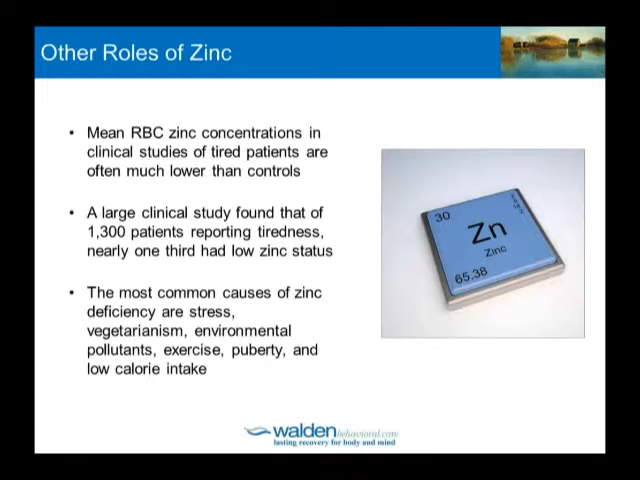 Other Roles of Zinc
• Mean RBC zinc concentrations in
clinical studies of tired patients are
often much lower than controls
• A large clinical study found that of
1,300 patients reporting tiredness,
nearly one third had low zinc status
• The most common causes of zinc
deficiency are stress,
vegetarianism, environmental
pollutants, exercise, puberty, and
low calorie intake
30
Zn
Zinc
65.38
walden behavioral care
lasting recovery for body and mind